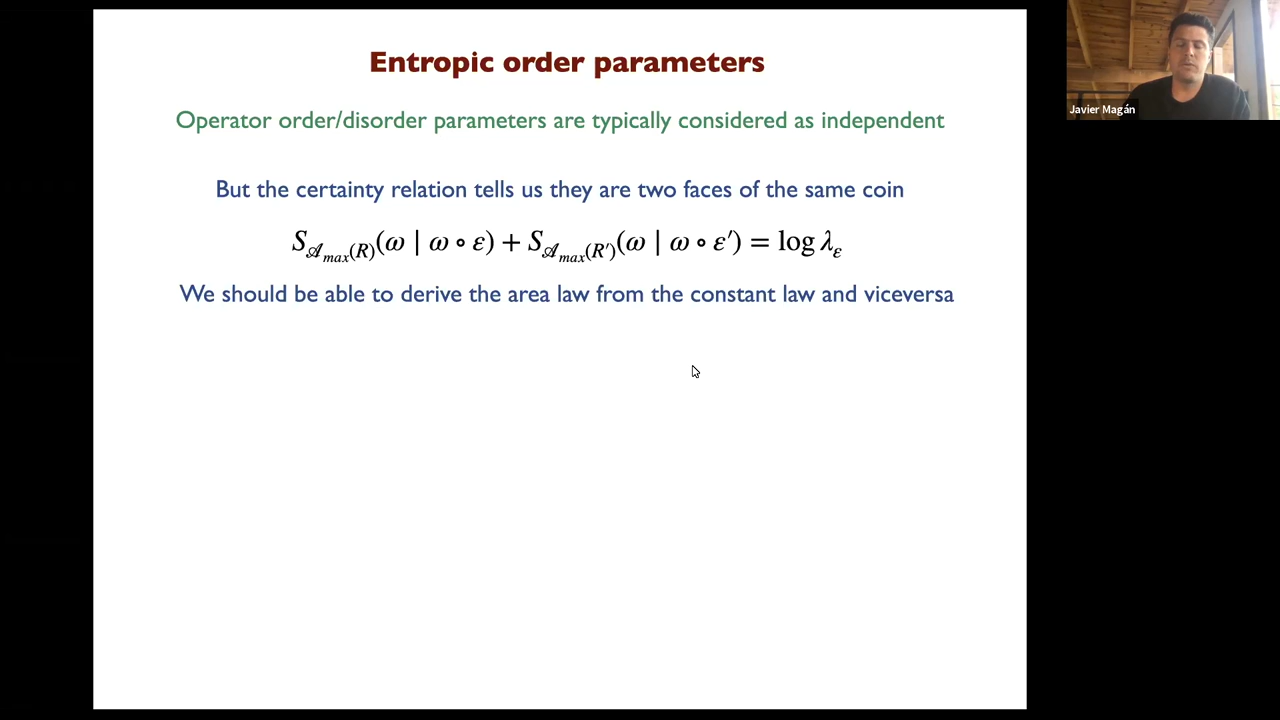 Entropic order parameters
Javier Magán
Operator order/disorder parameters are typically considered as independent
But the certainty relation tells us they are two faces of the same coin
S_{𝒜_{max}(R)}(ω | ω ∘ ε) + S_{𝒜_{max}(R′)}(ω | ω ∘ ε′) = log λ_ε
We should be able to derive the area law from the constant law and viceversa